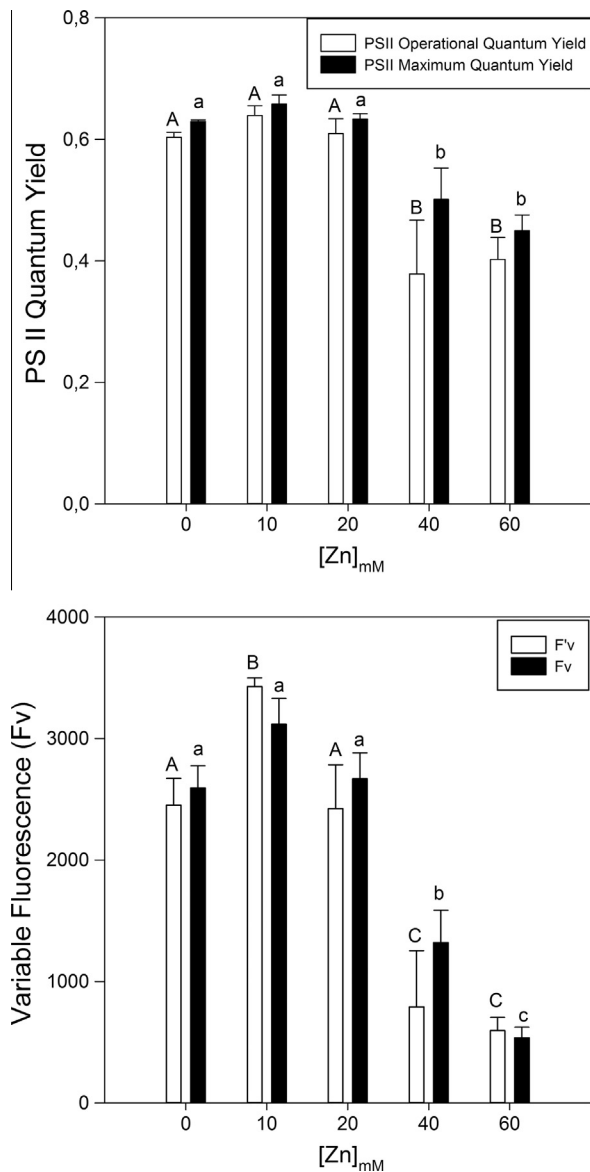 PSII Operational Quantum Yield
PSII Maximum Quantum Yield
PS II Quantum Yield
0,8
0,6
0,4
0,2
0,0
A a A a A a B b B b
0 10 20 40 60
[Zn]mM
F'v
Fv
Variable Fluorescence (Fv)
4000
3000
2000
1000
0
A a B a A a C b C c
0 10 20 40 60
[Zn]mM